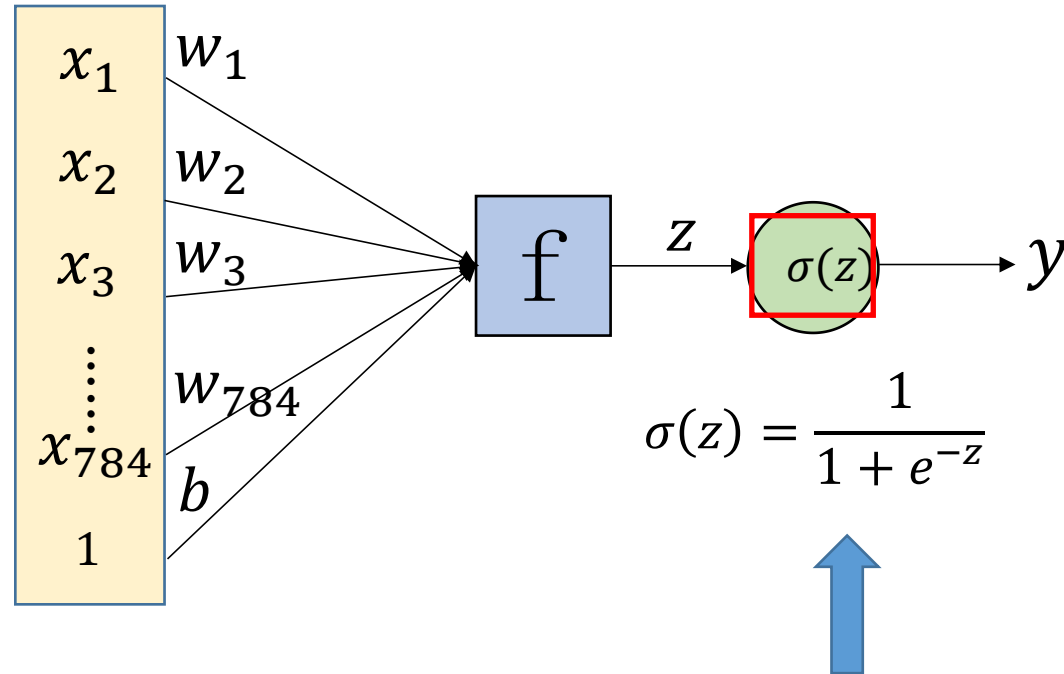 x₁ w₁
x₂ w₂
x₃ w₃
⋮
x₇₈₄ w₇₈₄
1 b
f
z
σ(z)
y
σ(z) = 1 / (1 + e⁻ᶻ)